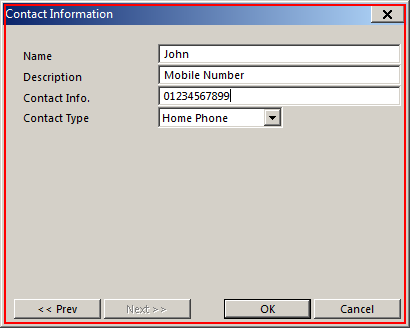 Contact Information
Name John
Description Mobile Number
Contact Info. 01234567899
Contact Type Home Phone
<< Prev Next >> OK Cancel